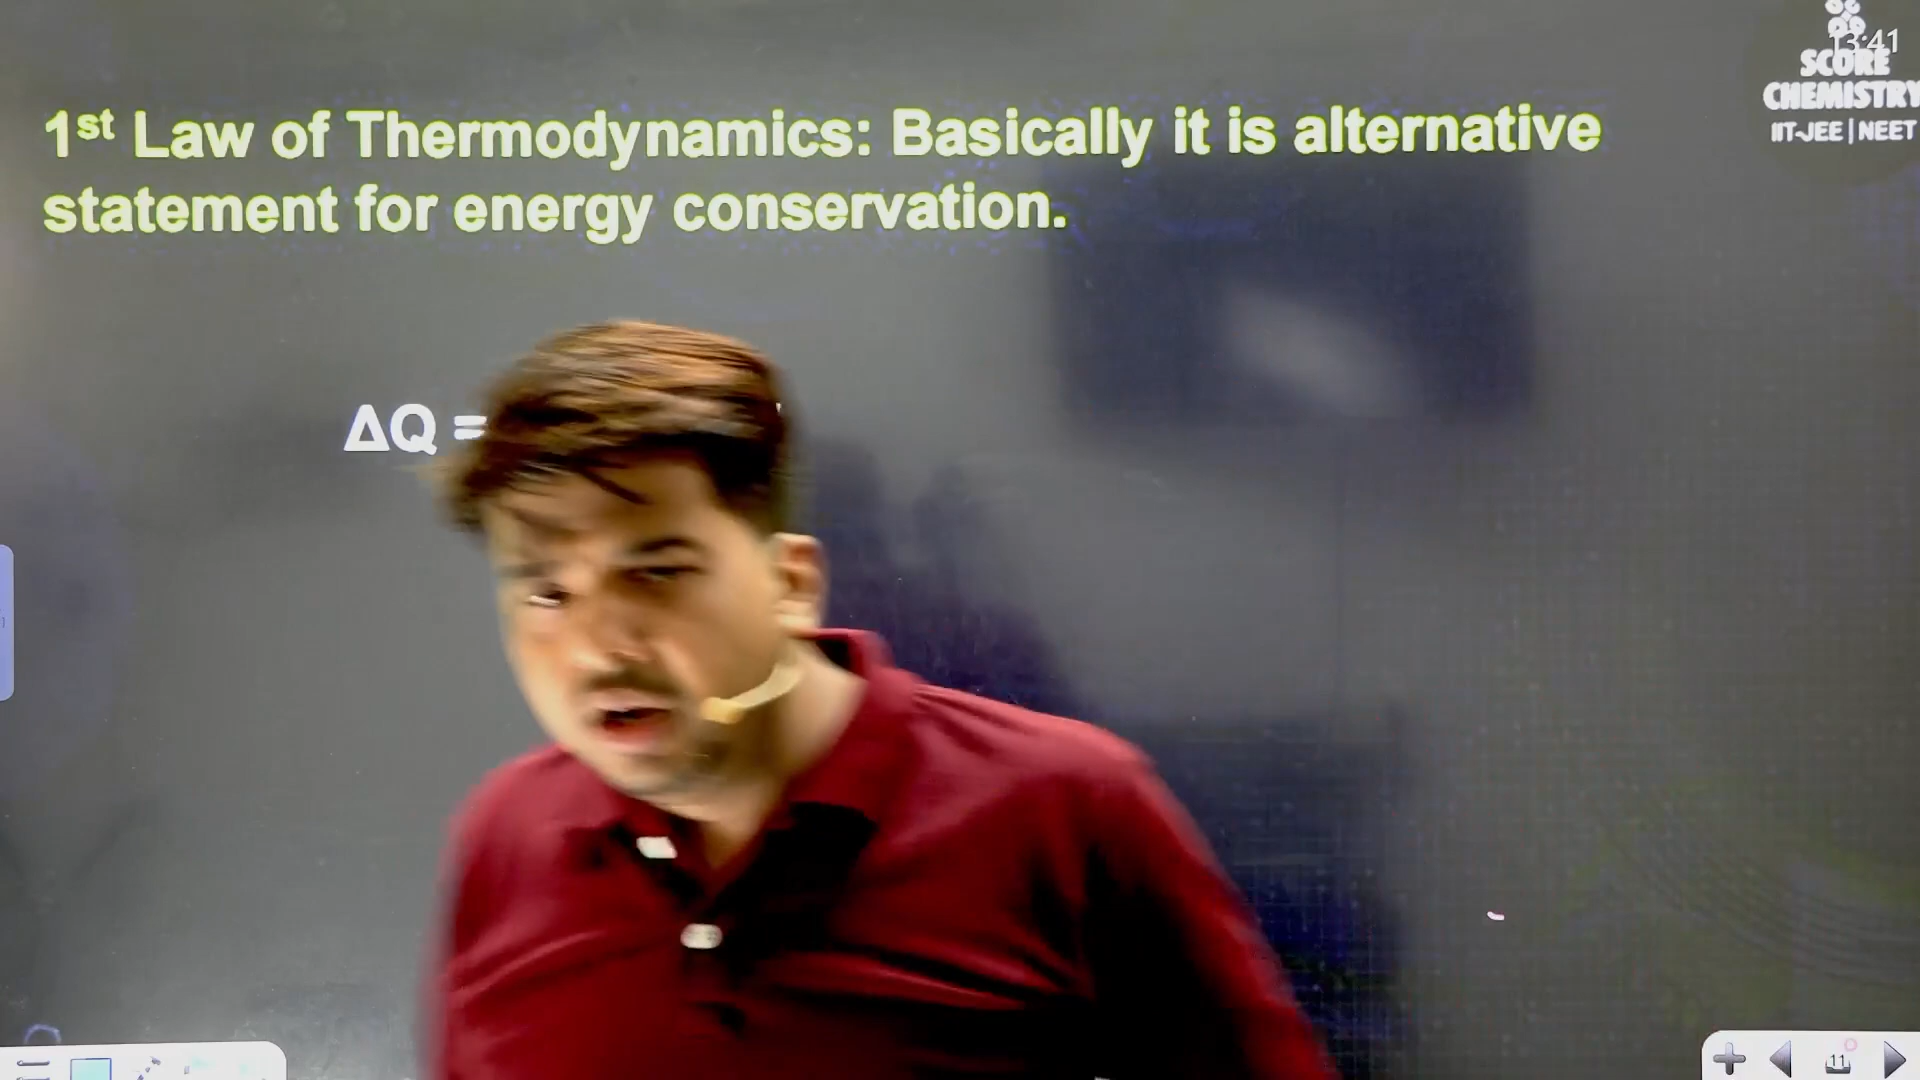 13:41
SCORE
CHEMISTRY
IIT-JEE | NEET
1st Law of Thermodynamics: Basically it is alternative
statement for energy conservation.
ΔQ =
11